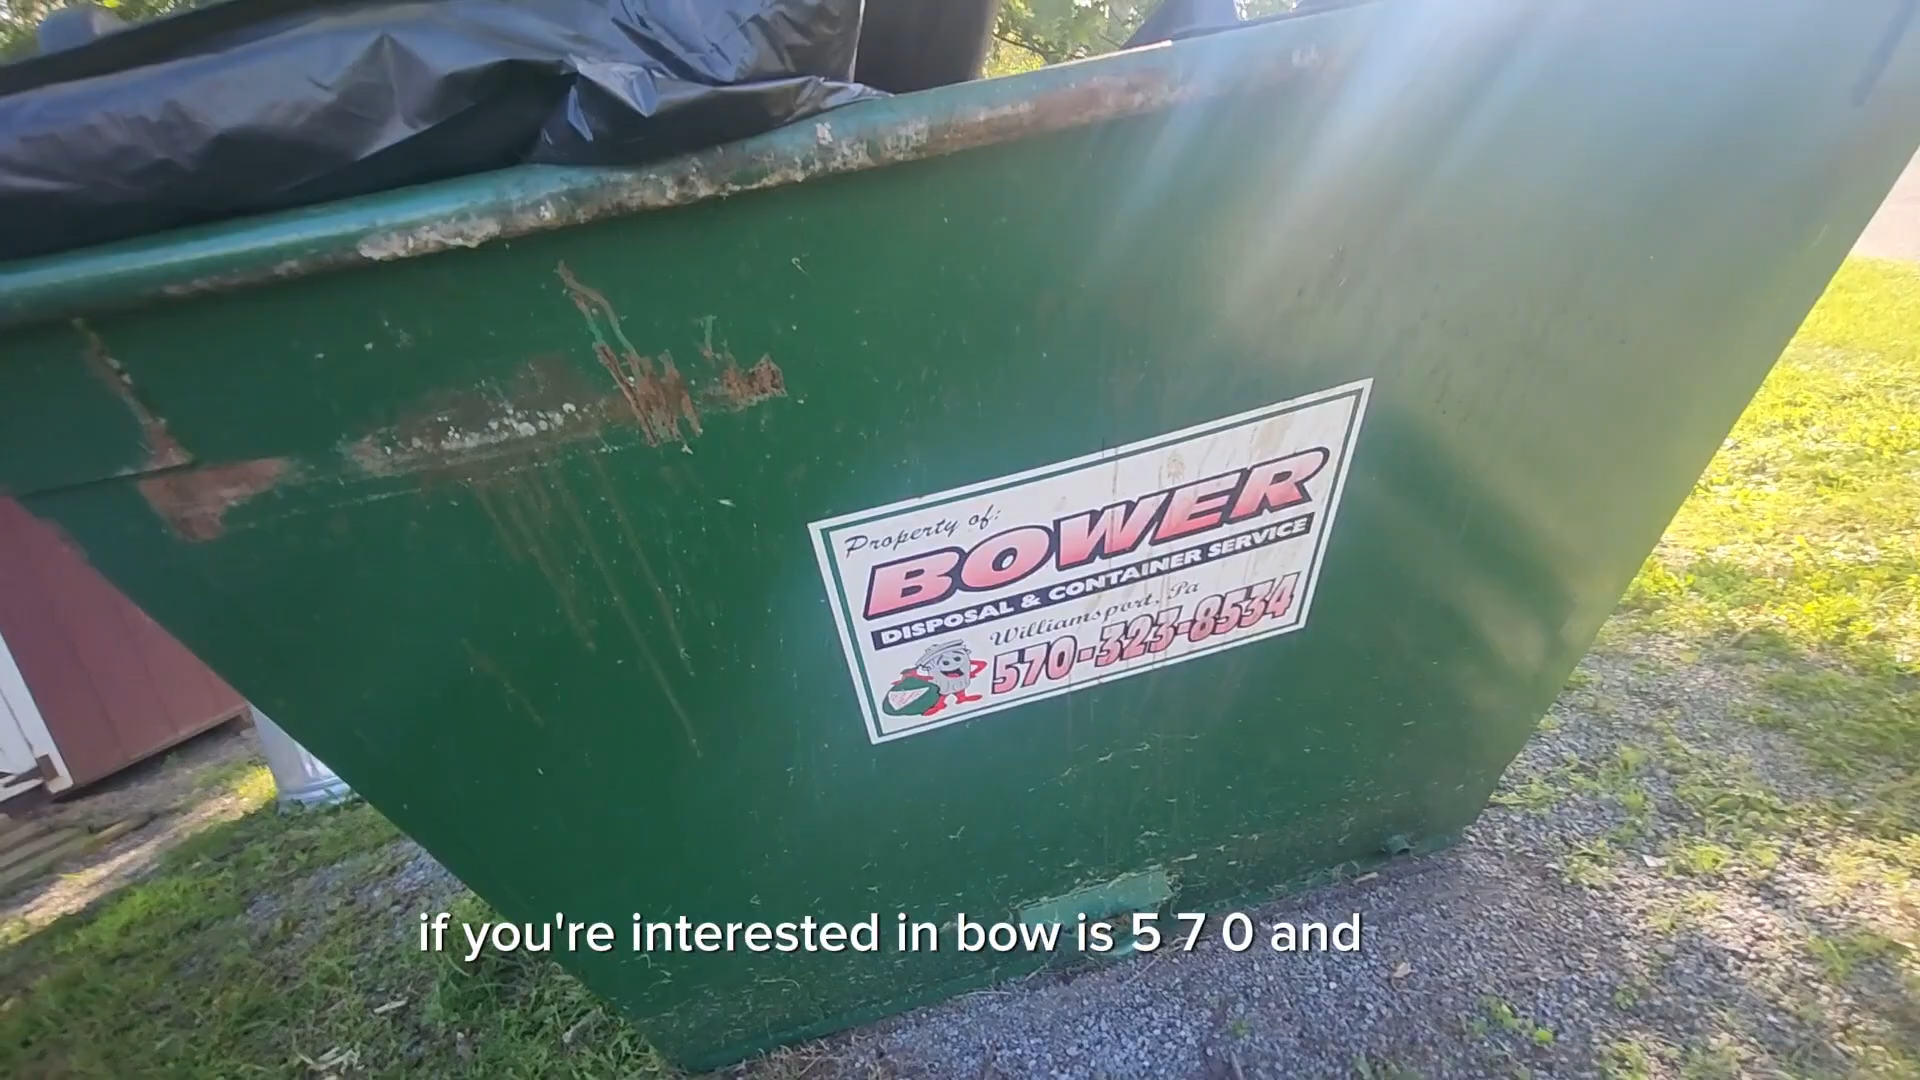 Property of:
BOWER
DISPOSAL & CONTAINER SERVICE
Williamsport, Pa
570-323-8534
if you're interested in bow is 5 7 0 and